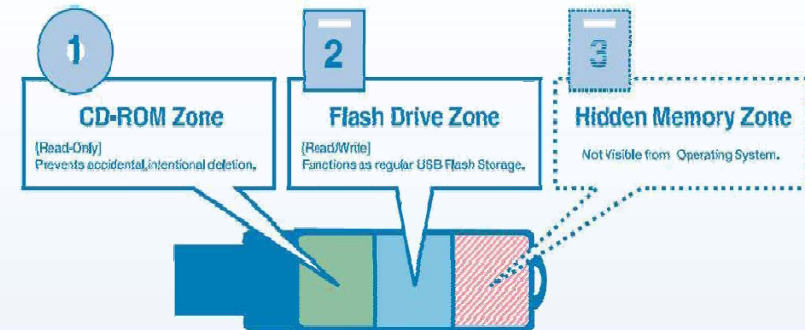 1
CD-ROM Zone
[Read-Only]
Prevents accidental,intentional deletion.
2
Flash Drive Zone
[Read/Write]
Functions as regular USB Flash Storage.
3
Hidden Memory Zone
Not Visible from Operating System.